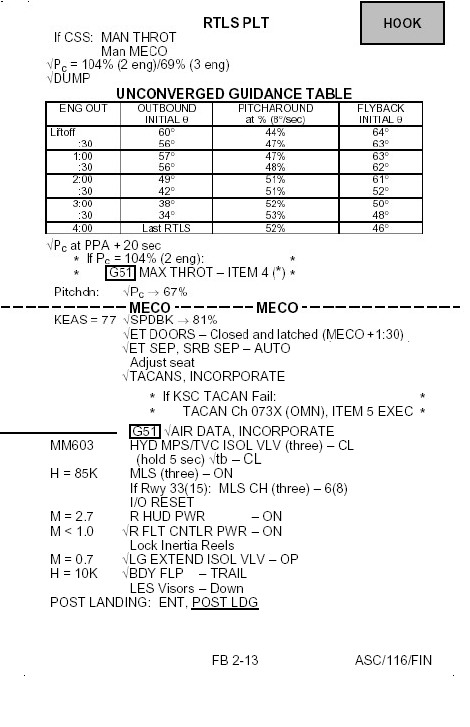 RTLS PLT
HOOK
If CSS: MAN THROT
Man MECO
√Pc = 104% (2 eng)/69% (3 eng)
√DUMP
UNCONVERGED GUIDANCE TABLE
ENG OUT OUTBOUND INITIAL θ PITCHAROUND at % (8°/sec) FLYBACK INITIAL θ
Liftoff 60° 44% 64°
:30 56° 47% 63°
1:00 57° 47% 63°
:30 56° 48% 62°
2:00 49° 51% 61°
:30 42° 51% 52°
3:00 38° 52% 50°
:30 34° 53% 48°
4:00 Last RTLS 52% 46°
√Pc at PPA + 20 sec
* If Pc = 104% (2 eng): *
* G51 MAX THROT – ITEM 4 (*) *
Pitchdn: √Pc → 67%
MECO MECO
KEAS = 77 √SPDBK → 81%
√ET DOORS – Closed and latched (MECO +1:30)
√ET SEP, SRB SEP – AUTO
Adjust seat
√TACANS, INCORPORATE
* If KSC TACAN Fail: *
* TACAN Ch 073X (OMN), ITEM 5 EXEC *
G51 √AIR DATA, INCORPORATE
MM603 HYD MPS/TVC ISOL VLV (three) – CL
(hold 5 sec) √tb – CL
H = 85K MLS (three) – ON
If Rwy 33(15): MLS CH (three) – 6(8)
I/O RESET
M = 2.7 R HUD PWR – ON
M < 1.0 √R FLT CNTLR PWR – ON
Lock Inertia Reels
M = 0.7 √LG EXTEND ISOL VLV – OP
H = 10K √BDY FLP – TRAIL
LES Visors – Down
POST LANDING: ENT, POST LDG
FB 2-13 ASC/116/FIN